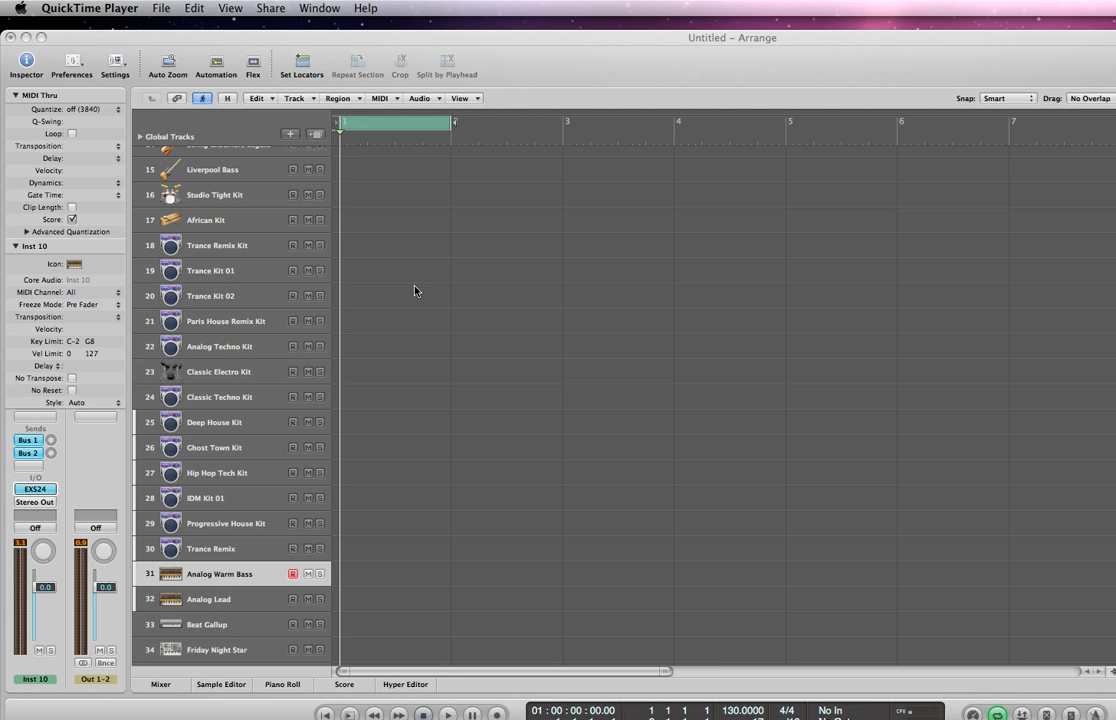 QuickTime Player File Edit View Share Window Help
Untitled – Arrange
Inspector Preferences Settings Auto Zoom Automation Flex Set Locators Repeat Section Crop Split by Playhead
MIDI Thru
Quantize: off (3840)
Q-Swing:
Loop:
Transposition:
Delay:
Velocity:
Dynamics:
Gate Time:
Clip Length:
Score:
Advanced Quantization
Inst 10
Icon:
Core Audio: Inst 10
MIDI Channel: All
Freeze Mode: Pre Fader
Transposition:
Velocity:
Key Limit: C-2 G8
Vel Limit: 0 127
Delay:
No Transpose:
No Reset:
Style: Auto
Sends
Bus 1
Bus 2
I/O
EXS24
Stereo Out
Off Off
3.1 0.9
0.0 0.0
M S M S
Bnce
Inst 10 Out 1-2
H Edit Track Region MIDI Audio View Snap: Smart Drag: No Overlap
Global Tracks
1 2 3 4 5 6 7
15 Liverpool Bass R M S
16 Studio Tight Kit R M S
17 African Kit R M S
18 Trance Remix Kit R M S
19 Trance Kit 01 R M S
20 Trance Kit 02 R M S
21 Paris House Remix Kit R M S
22 Analog Techno Kit R M S
23 Classic Electro Kit R M S
24 Classic Techno Kit R M S
25 Deep House Kit R M S
26 Ghost Town Kit R M S
27 Hip Hop Tech Kit R M S
28 IDM Kit 01 R M S
29 Progressive House Kit R M S
30 Trance Remix R M S
31 Analog Warm Bass R M S
32 Analog Lead R M S
33 Beat Gallup R M S
34 Friday Night Star R M S
Mixer Sample Editor Piano Roll Score Hyper Editor
01 : 00 : 00 : 00.00 1 1 1 1 130.0000 4/4 No In CPU